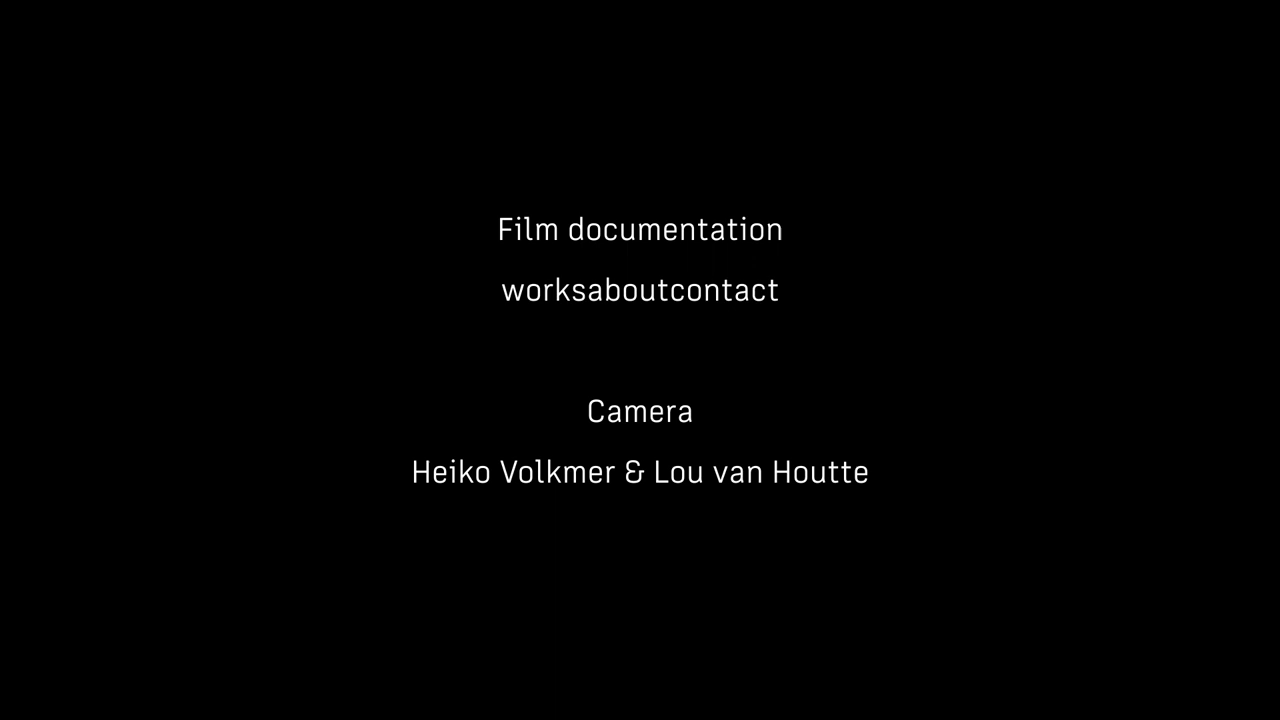 Film documentation
worksaboutcontact
Camera
Heiko Volkmer & Lou van Houtte